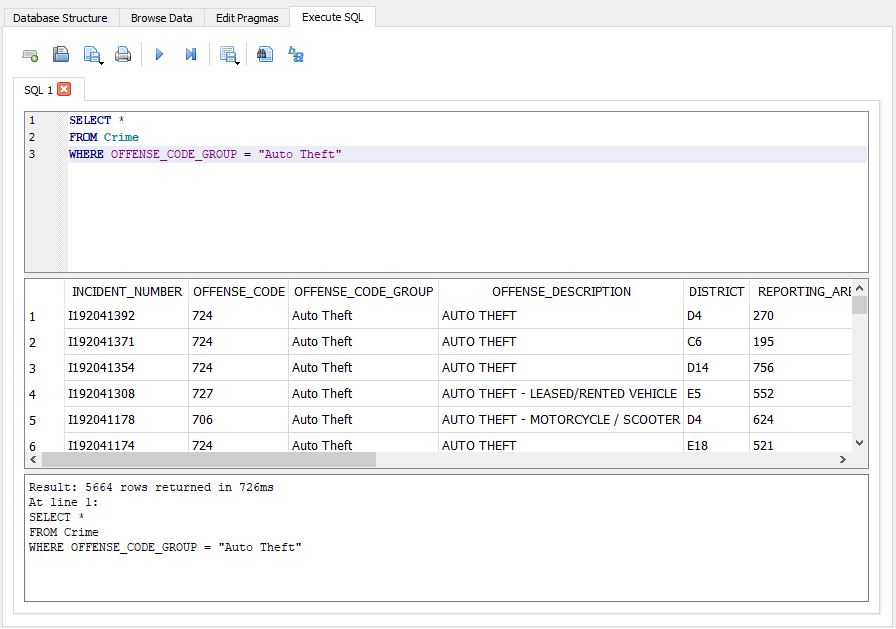 Database Structure Browse Data Edit Pragmas Execute SQL
SQL 1
1 SELECT *
2 FROM Crime
3 WHERE OFFENSE_CODE_GROUP = "Auto Theft"
INCIDENT_NUMBER OFFENSE_CODE OFFENSE_CODE_GROUP OFFENSE_DESCRIPTION DISTRICT REPORTING_ARE
1 I192041392 724 Auto Theft AUTO THEFT D4 270
2 I192041371 724 Auto Theft AUTO THEFT C6 195
3 I192041354 724 Auto Theft AUTO THEFT D14 756
4 I192041308 727 Auto Theft AUTO THEFT - LEASED/RENTED VEHICLE E5 552
5 I192041178 706 Auto Theft AUTO THEFT - MOTORCYCLE / SCOOTER D4 624
6 I192041174 724 Auto Theft AUTO THEFT E18 521
Result: 5664 rows returned in 726ms
At line 1:
SELECT *
FROM Crime
WHERE OFFENSE_CODE_GROUP = "Auto Theft"